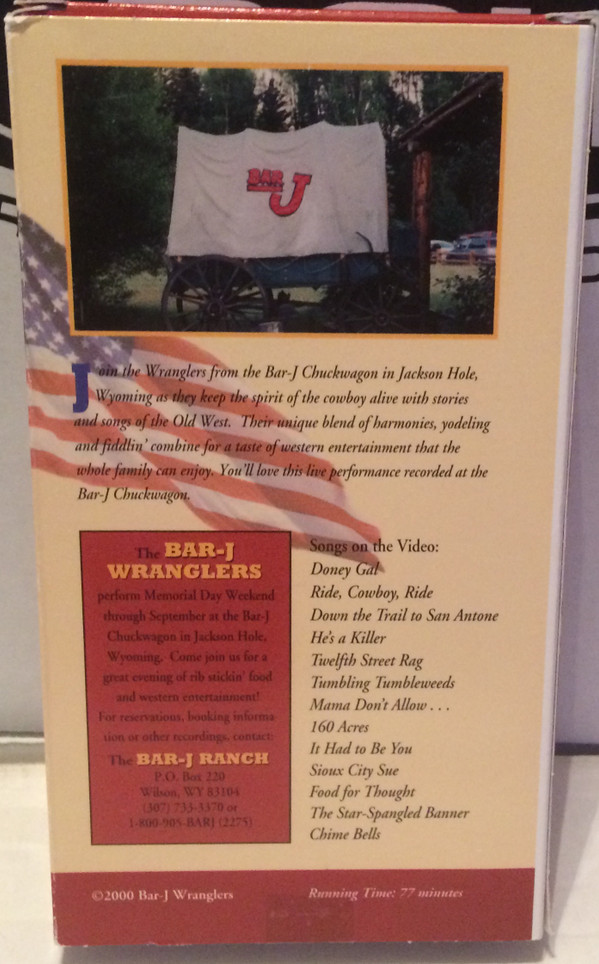 BAR J
Join the Wranglers from the Bar-J Chuckwagon in Jackson Hole,
Wyoming as they keep the spirit of the cowboy alive with stories
and songs of the Old West. Their unique blend of harmonies, yodeling
and fiddlin' combine for a taste of western entertainment that the
whole family can enjoy. You'll love this live performance recorded at the
Bar-J Chuckwagon.
The BAR-J
WRANGLERS
perform Memorial Day Weekend
through September at the Bar-J
Chuckwagon in Jackson Hole,
Wyoming. Come join us for a
great evening of rib stickin' food
and western entertainment!
For reservations, booking informa-
tion or other recordings, contact:
The BAR-J RANCH
P.O. Box 220
Wilson, WY 83104
(307) 733-3370 or
1-800-905-BARJ (2275)
Songs on the Video:
Doney Gal
Ride, Cowboy, Ride
Down the Trail to San Antone
He's a Killer
Twelfth Street Rag
Tumbling Tumbleweeds
Mama Don't Allow . . .
160 Acres
It Had to Be You
Sioux City Sue
Food for Thought
The Star-Spangled Banner
Chime Bells
©2000 Bar-J Wranglers
Running Time: 77 minutes